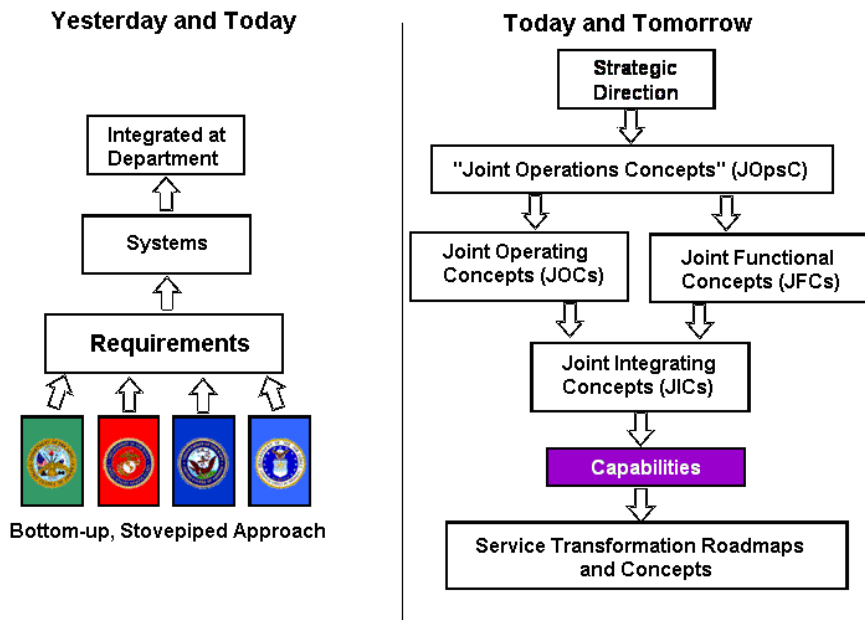 Yesterday and Today
Integrated at
Department
Systems
Requirements
Bottom-up, Stovepiped Approach
Today and Tomorrow
Strategic
Direction
"Joint Operations Concepts" (JOpsC)
Joint Operating
Concepts (JOCs)
Joint Functional
Concepts (JFCs)
Joint Integrating
Concepts (JICs)
Capabilities
Service Transformation Roadmaps
and Concepts